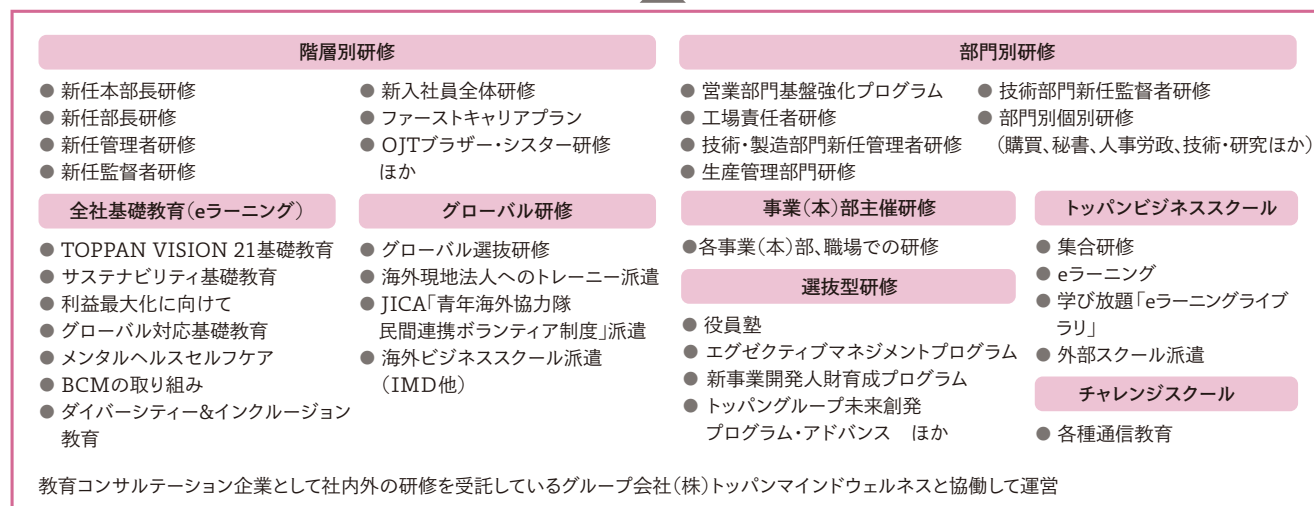 階層別研修
● 新任本部長研修
● 新任部長研修
● 新任管理者研修
● 新任監督者研修
● 新入社員全体研修
● ファーストキャリアプラン
● OJTブラザー・シスター研修
ほか
部門別研修
● 営業部門基盤強化プログラム
● 工場責任者研修
● 技術・製造部門新任管理者研修
● 生産管理部門研修
● 技術部門新任監督者研修
● 部門別個別研修
（購買、秘書、人事労政、技術・研究ほか）
全社基礎教育（eラーニング）
● TOPPAN VISION 21基礎教育
● サステナビリティ基礎教育
● 利益最大化に向けて
● グローバル対応基礎教育
● メンタルヘルスセルフケア
● BCMの取り組み
● ダイバーシティー&インクルージョン
教育
グローバル研修
● グローバル選抜研修
● 海外現地法人へのトレーニー派遣
● JICA「青年海外協力隊
民間連携ボランティア制度」派遣
● 海外ビジネススクール派遣
（IMD他）
事業（本）部主催研修
●各事業（本）部、職場での研修
選抜型研修
● 役員塾
● エグゼクティブマネジメントプログラム
● 新事業開発人財育成プログラム
● トッパングループ未来創発
プログラム・アドバンス　ほか
トッパンビジネススクール
● 集合研修
● eラーニング
● 学び放題「eラーニングライブ
ラリ」
● 外部スクール派遣
チャレンジスクール
● 各種通信教育
教育コンサルテーション企業として社内外の研修を受託しているグループ会社（株）トッパンマインドウェルネスと協働して運営